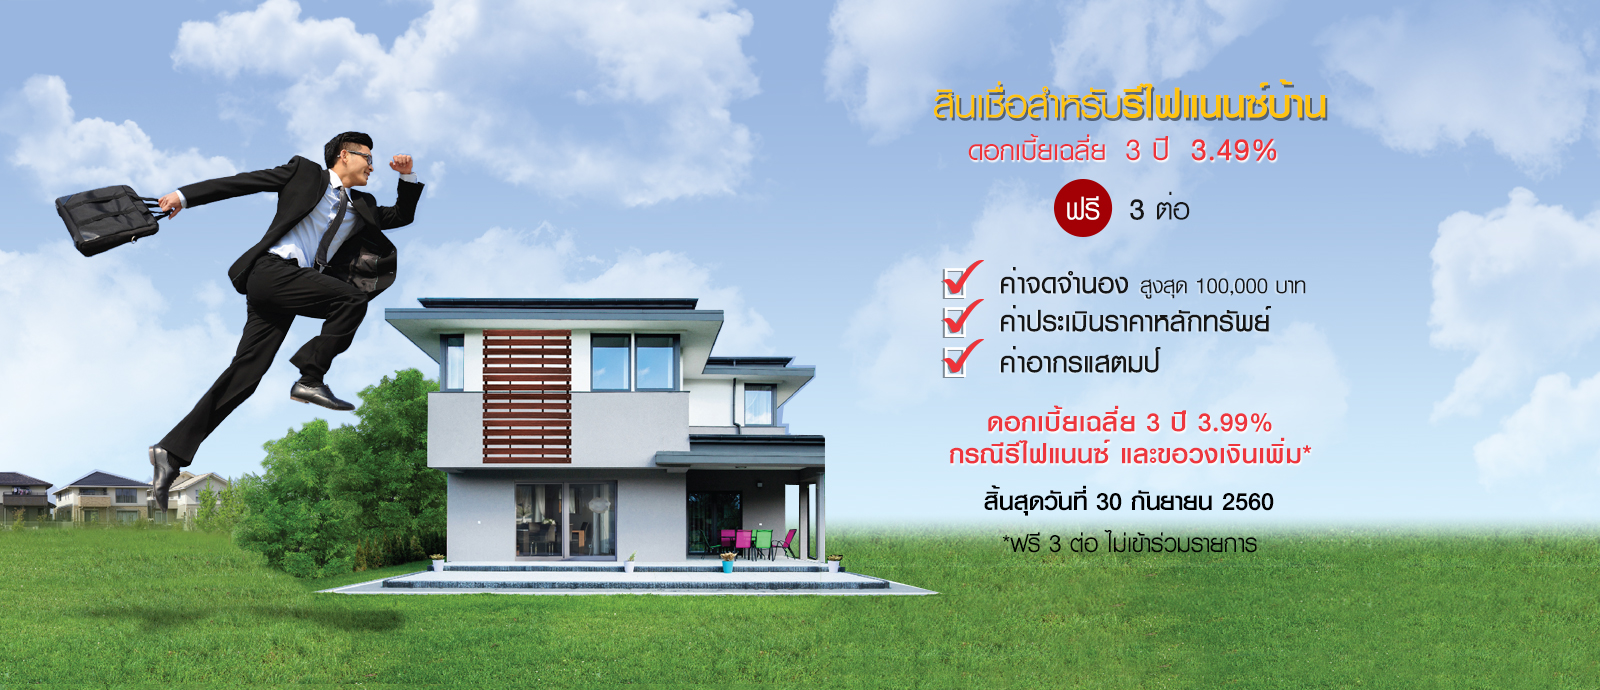 สินเชื่อสำหรับรีไฟแนนซ์บ้าน
ดอกเบี้ยเฉลี่ย 3 ปี 3.49%
ฟรี 3 ต่อ
ค่าจดจำนอง สูงสุด 100,000 บาท
ค่าประเมินราคาหลักทรัพย์
ค่าอากรแสตมป์
ดอกเบี้ยเฉลี่ย 3 ปี 3.99%
กรณีรีไฟแนนซ์ และขอวงเงินเพิ่ม*
สิ้นสุดวันที่ 30 กันยายน 2560
*ฟรี 3 ต่อ ไม่เข้าร่วมรายการ